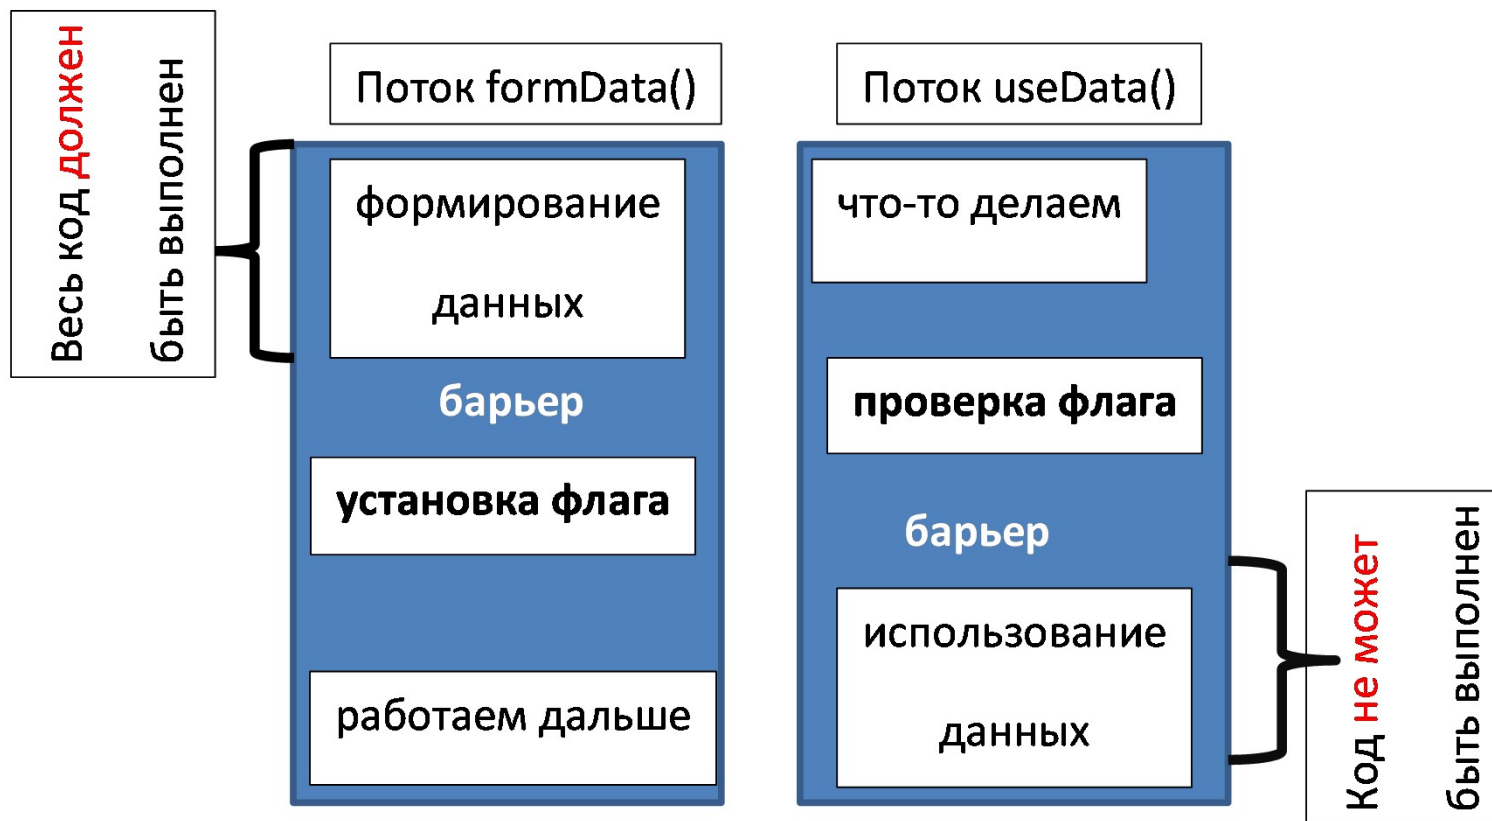 Весь код должен
быть выполнен
Поток formData()
формирование
данных
барьер
установка флага
работаем дальше
Поток useData()
что-то делаем
проверка флага
барьер
использование
данных
Код не может
быть выполнен